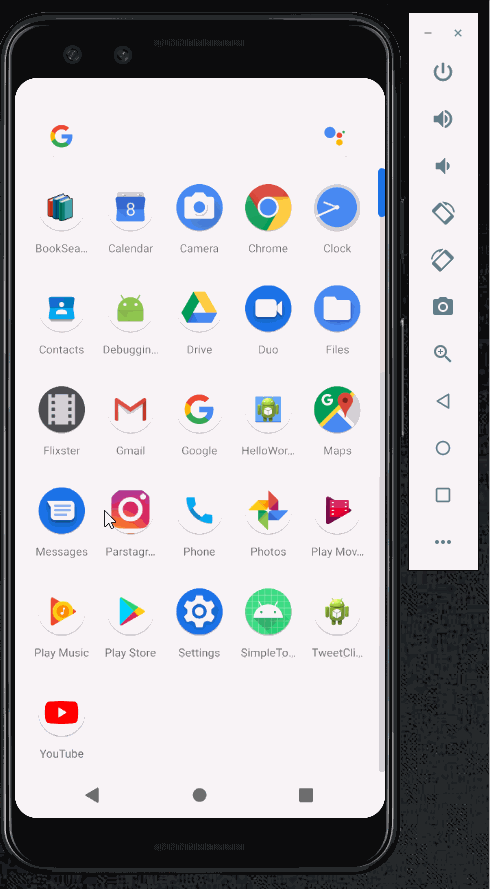 G
BookSea...
Calendar
Camera
Chrome
Clock
8
Contacts
Debuggin...
Drive
Duo
Files
Flixster
Gmail
Google
HelloWor...
Maps
G
G
Messages
Parstagr...
Phone
Photos
Play Mov...
Play Music
Play Store
Settings
SimpleTo...
TweetCli...
YouTube